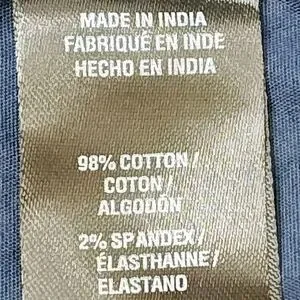 MADE IN INDIA
FABRIQUÉ EN INDE
HECHO EN INDIA
98% COTTON/
COTON/
ALGODÓN
2% SPANDEX/
ÉLASTHANNE/
ELASTANO